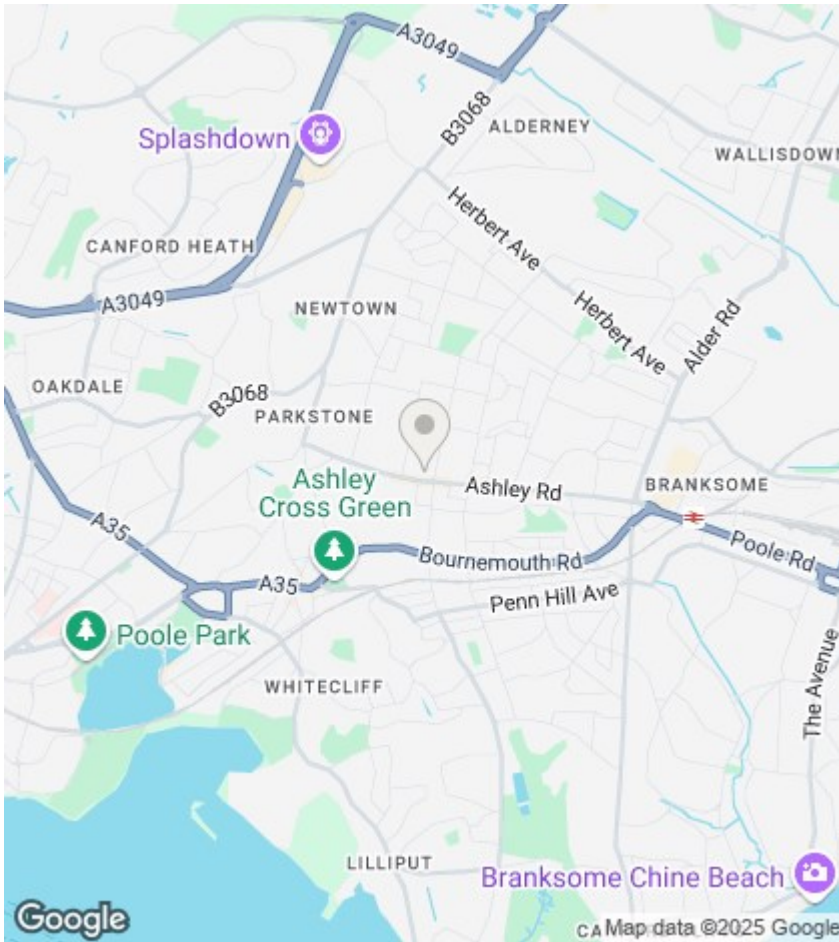 A3049
B3068
ALDERNEY
Splashdown
WALLISDOWN
Herbert Ave
CANFORD HEATH
A3049
NEWTOWN
Herbert Ave
Alder Rd
OAKDALE
B3068
PARKSTONE
Ashley
Cross Green
Ashley Rd
BRANKSOME
A35
Bournemouth Rd
Poole Rd
A35
Penn Hill Ave
Poole Park
The Avenue
WHITECLIFF
LILLIPUT
Branksome Chine Beach
Google
CA
Map data ©2025 Google